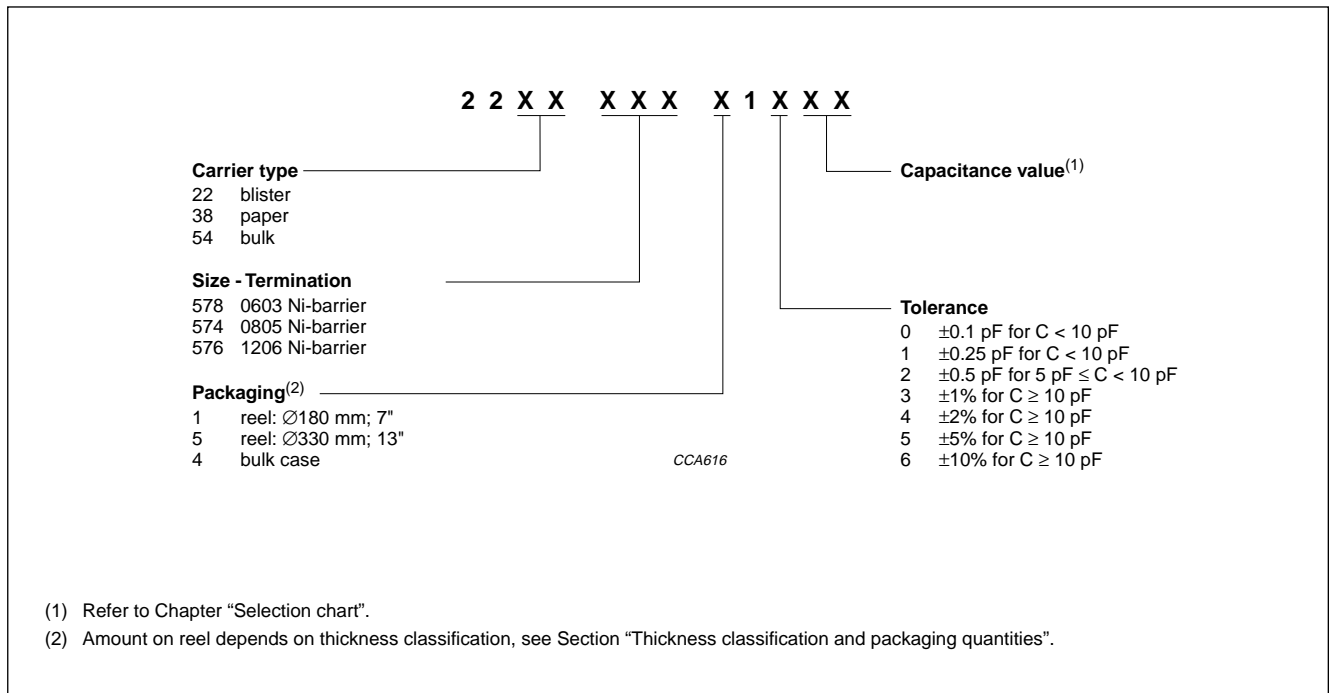 2 2 X X X X X X 1 X X X
Carrier type
22 blister
38 paper
54 bulk
Size - Termination
578 0603 Ni-barrier
574 0805 Ni-barrier
576 1206 Ni-barrier
Packaging(2)
1 reel: ∅180 mm; 7"
5 reel: ∅330 mm; 13"
4 bulk case
CCA616
Capacitance value(1)
Tolerance
0 ±0.1 pF for C < 10 pF
1 ±0.25 pF for C < 10 pF
2 ±0.5 pF for 5 pF ≤ C < 10 pF
3 ±1% for C ≥ 10 pF
4 ±2% for C ≥ 10 pF
5 ±5% for C ≥ 10 pF
6 ±10% for C ≥ 10 pF
(1) Refer to Chapter “Selection chart”.
(2) Amount on reel depends on thickness classification, see Section “Thickness classification and packaging quantities”.